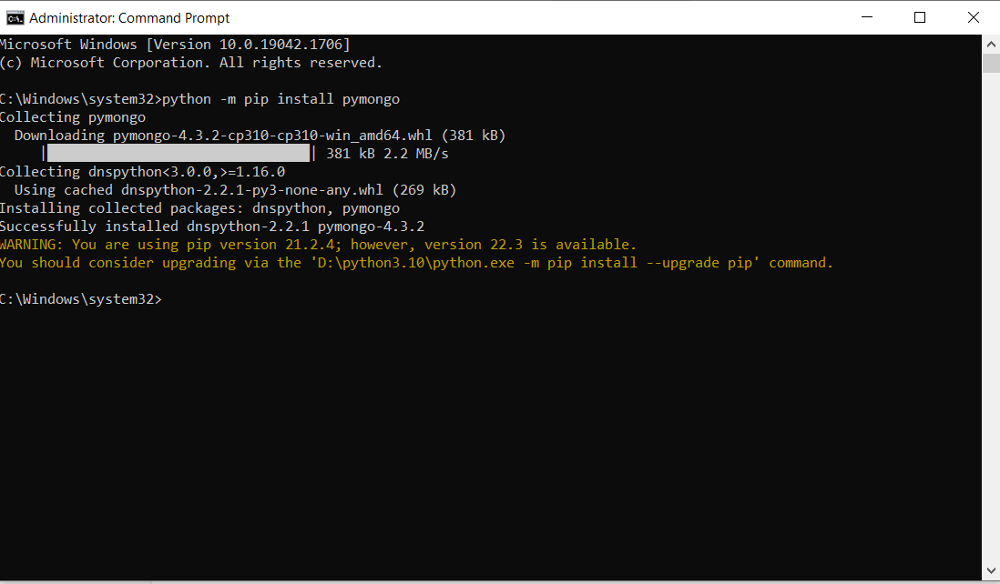 Administrator: Command Prompt
Microsoft Windows [Version 10.0.19042.1706]
(c) Microsoft Corporation. All rights reserved.
C:\Windows\system32>python -m pip install pymongo
Collecting pymongo
Downloading pymongo-4.3.2-cp310-cp310-win_amd64.whl (381 kB)
|████████████████████████████████| 381 kB 2.2 MB/s
Collecting dnspython<3.0.0,>=1.16.0
Using cached dnspython-2.2.1-py3-none-any.whl (269 kB)
Installing collected packages: dnspython, pymongo
Successfully installed dnspython-2.2.1 pymongo-4.3.2
WARNING: You are using pip version 21.2.4; however, version 22.3 is available.
You should consider upgrading via the 'D:\python3.10\python.exe -m pip install --upgrade pip' command.
C:\Windows\system32>